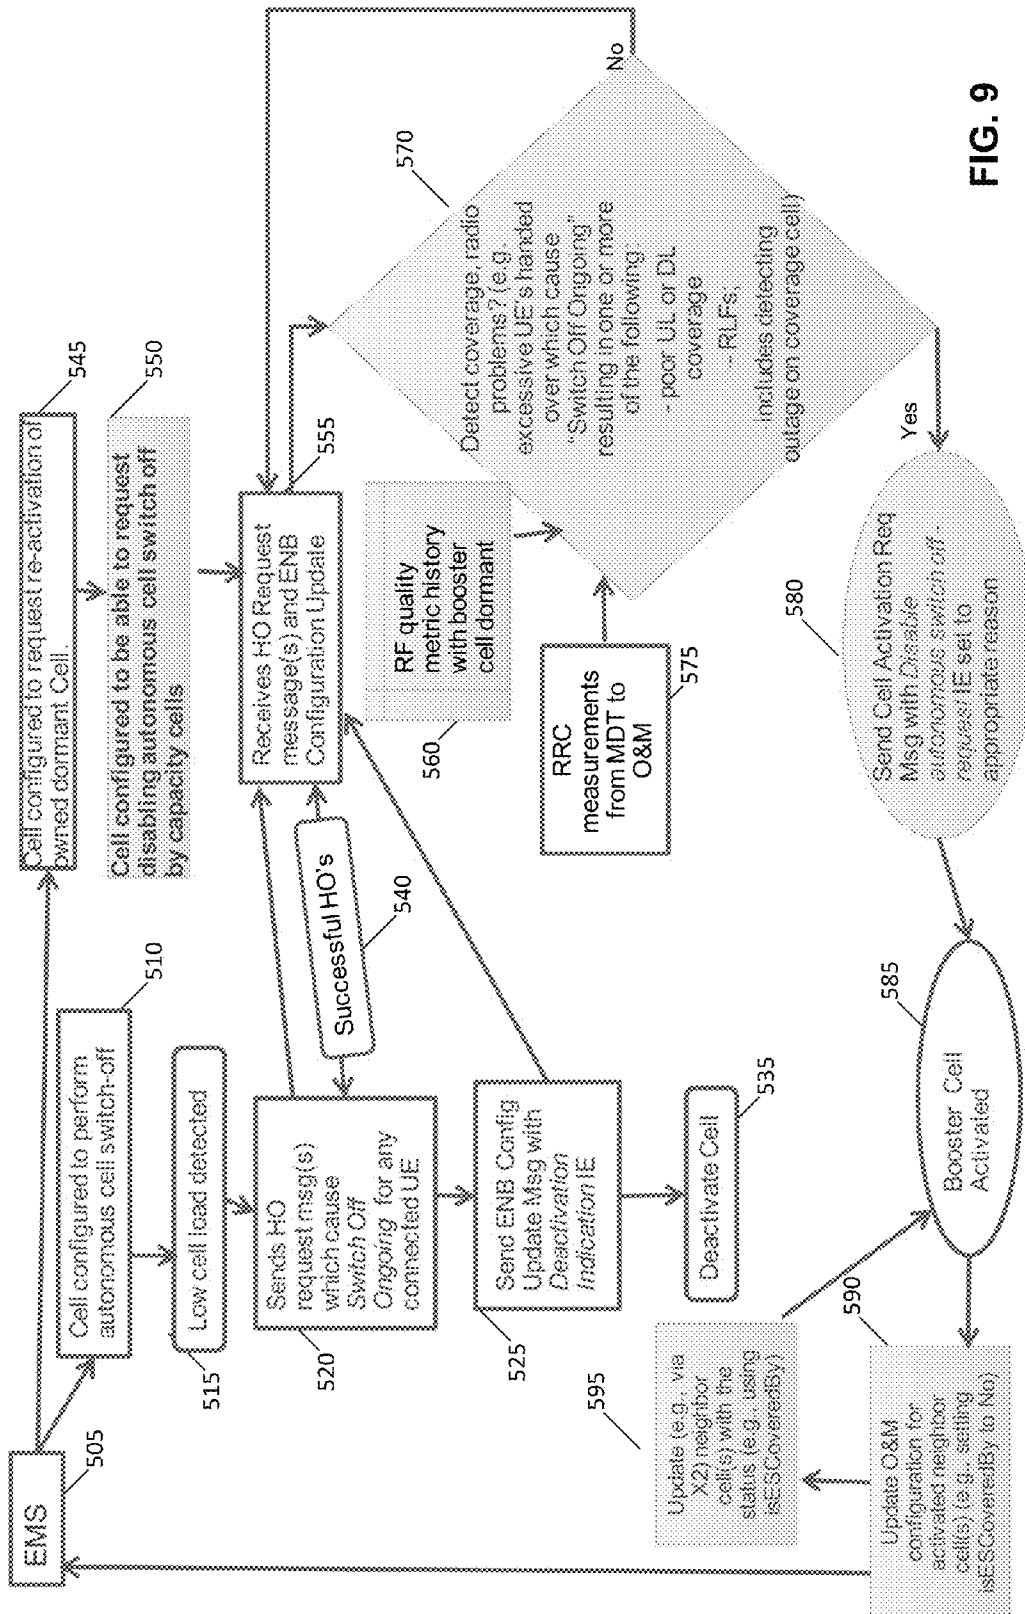 EMS
505
Cell configured to perform
autonomous cell switch-off
510
Low cell load detected
515
Sends HO
request msg(s)
which cause
Switch Off
Ongoing for any
connected UE
520
Send ENB Config
Update Msg with
Deactivation
Indication IE
525
Deactivate Cell
535
Successful HO's
540
Cell configured to request re-activation of
owned dormant Cell.
545
Cell configured to be able to request
disabling autonomous cell switch off
by capacity cells
550
Receives HO Request
message(s) and ENB
Configuration Update
555
RF quality
metric history
with booster
cell dormant
560
RRC
measurements
from MDT to
O&M
575
Detect coverage, radio
problems? (e.g.
excessive UE's handed
over which cause
"Switch Off Ongoing"
resulting in one or more
of the following:
- poor UL or DL
coverage
- RLFs;
includes detecting
outage on coverage cell)
570
No
Yes
Send Cell Activation Req
Msg with Disable
autonomous switch off -
request IE set to
appropriate reason
580
Booster Cell
Activated
585
Update O&M
configuration for
activated neighbor
cell(s) (e.g., setting
isESCoveredBy to No)
590
Update (e.g., via
X2) neighbor
cell(s) with the
status (e.g., using
isESCoveredBy)
595
FIG. 9